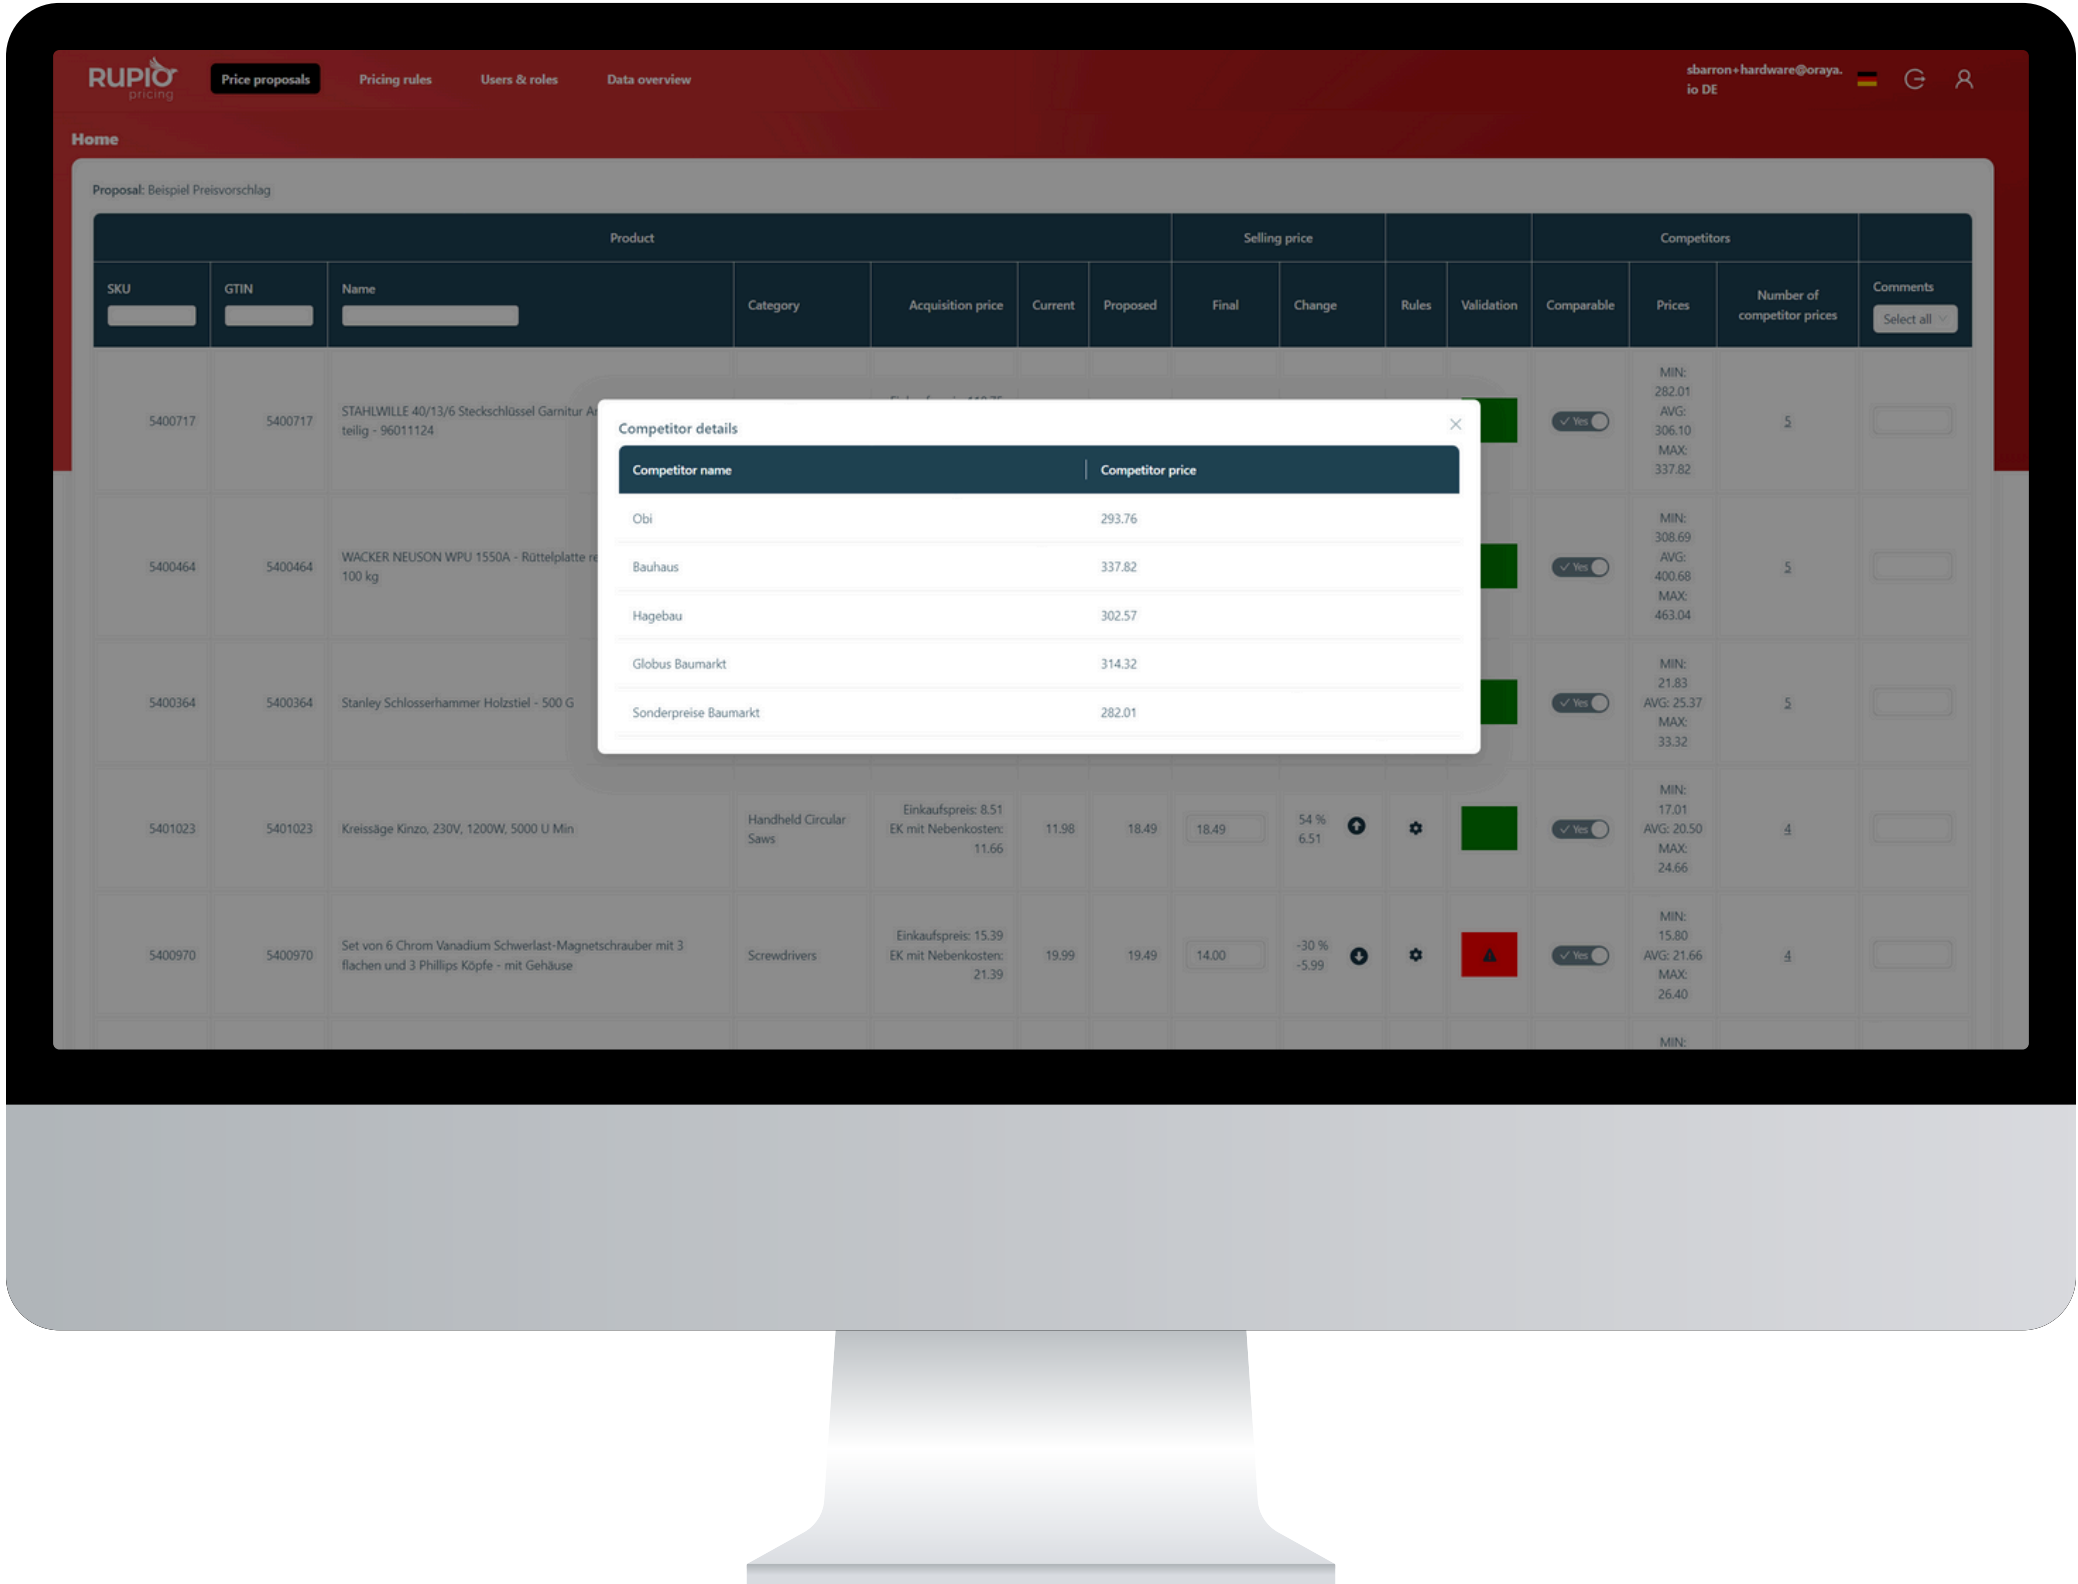 RUPIO
pricing
Price proposals
Pricing rules
Users & roles
Data overview
sbarron+hardware@oraya.
io DE
Home
Proposal: Beispiel Preisvorschlag
Product
Selling price
Competitors
SKU
GTIN
Name
Category
Acquisition price
Current
Proposed
Final
Change
Rules
Validation
Comparable
Prices
Number of
competitor prices
Comments
Select all
5400717
5400717
STAHLWILLE 40/13/6 Steckschlüssel Garnitur
teilig - 96011124
Yes
MIN:
282.01
AVG:
306.10
MAX:
337.82
5
Competitor details
Competitor name
Competitor price
Obi
293.76
Bauhaus
337.82
Hagebau
302.57
Globus Baumarkt
314.32
Sonderpreise Baumarkt
282.01
5400464
5400464
WACKER NEUSON WPU 1550A - Rüttelplatte re
100 kg
Yes
MIN:
308.69
AVG:
400.68
MAX:
463.04
5
5400364
5400364
Stanley Schlosserhammer Holzstiel - 500 G
Yes
MIN:
21.83
AVG: 25.37
MAX:
33.32
5
5401023
5401023
Kreissäge Kinzo, 230V, 1200W, 5000 U Min
Handheld Circular
Saws
Einkaufspreis: 8.51
EK mit Nebenkosten:
11.66
11.98
18.49
18.49
54 %
6.51
Yes
MIN:
17.01
AVG: 20.50
MAX:
24.66
4
5400970
5400970
Set von 6 Chrom Vanadium Schwerlast-Magnetschrauber mit 3
flachen und 3 Phillips Köpfe - mit Gehäuse
Screwdrivers
Einkaufspreis: 15.39
EK mit Nebenkosten:
21.39
19.99
19.49
14.00
-30 %
-5.99
Yes
MIN:
15.80
AVG: 21.66
MAX:
26.40
4
MIN: